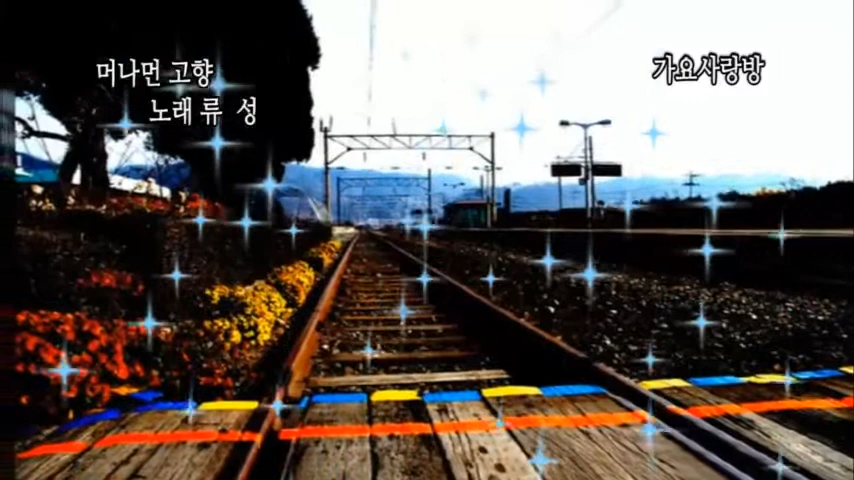 머나먼 고향
노래 류 성
가요사랑방